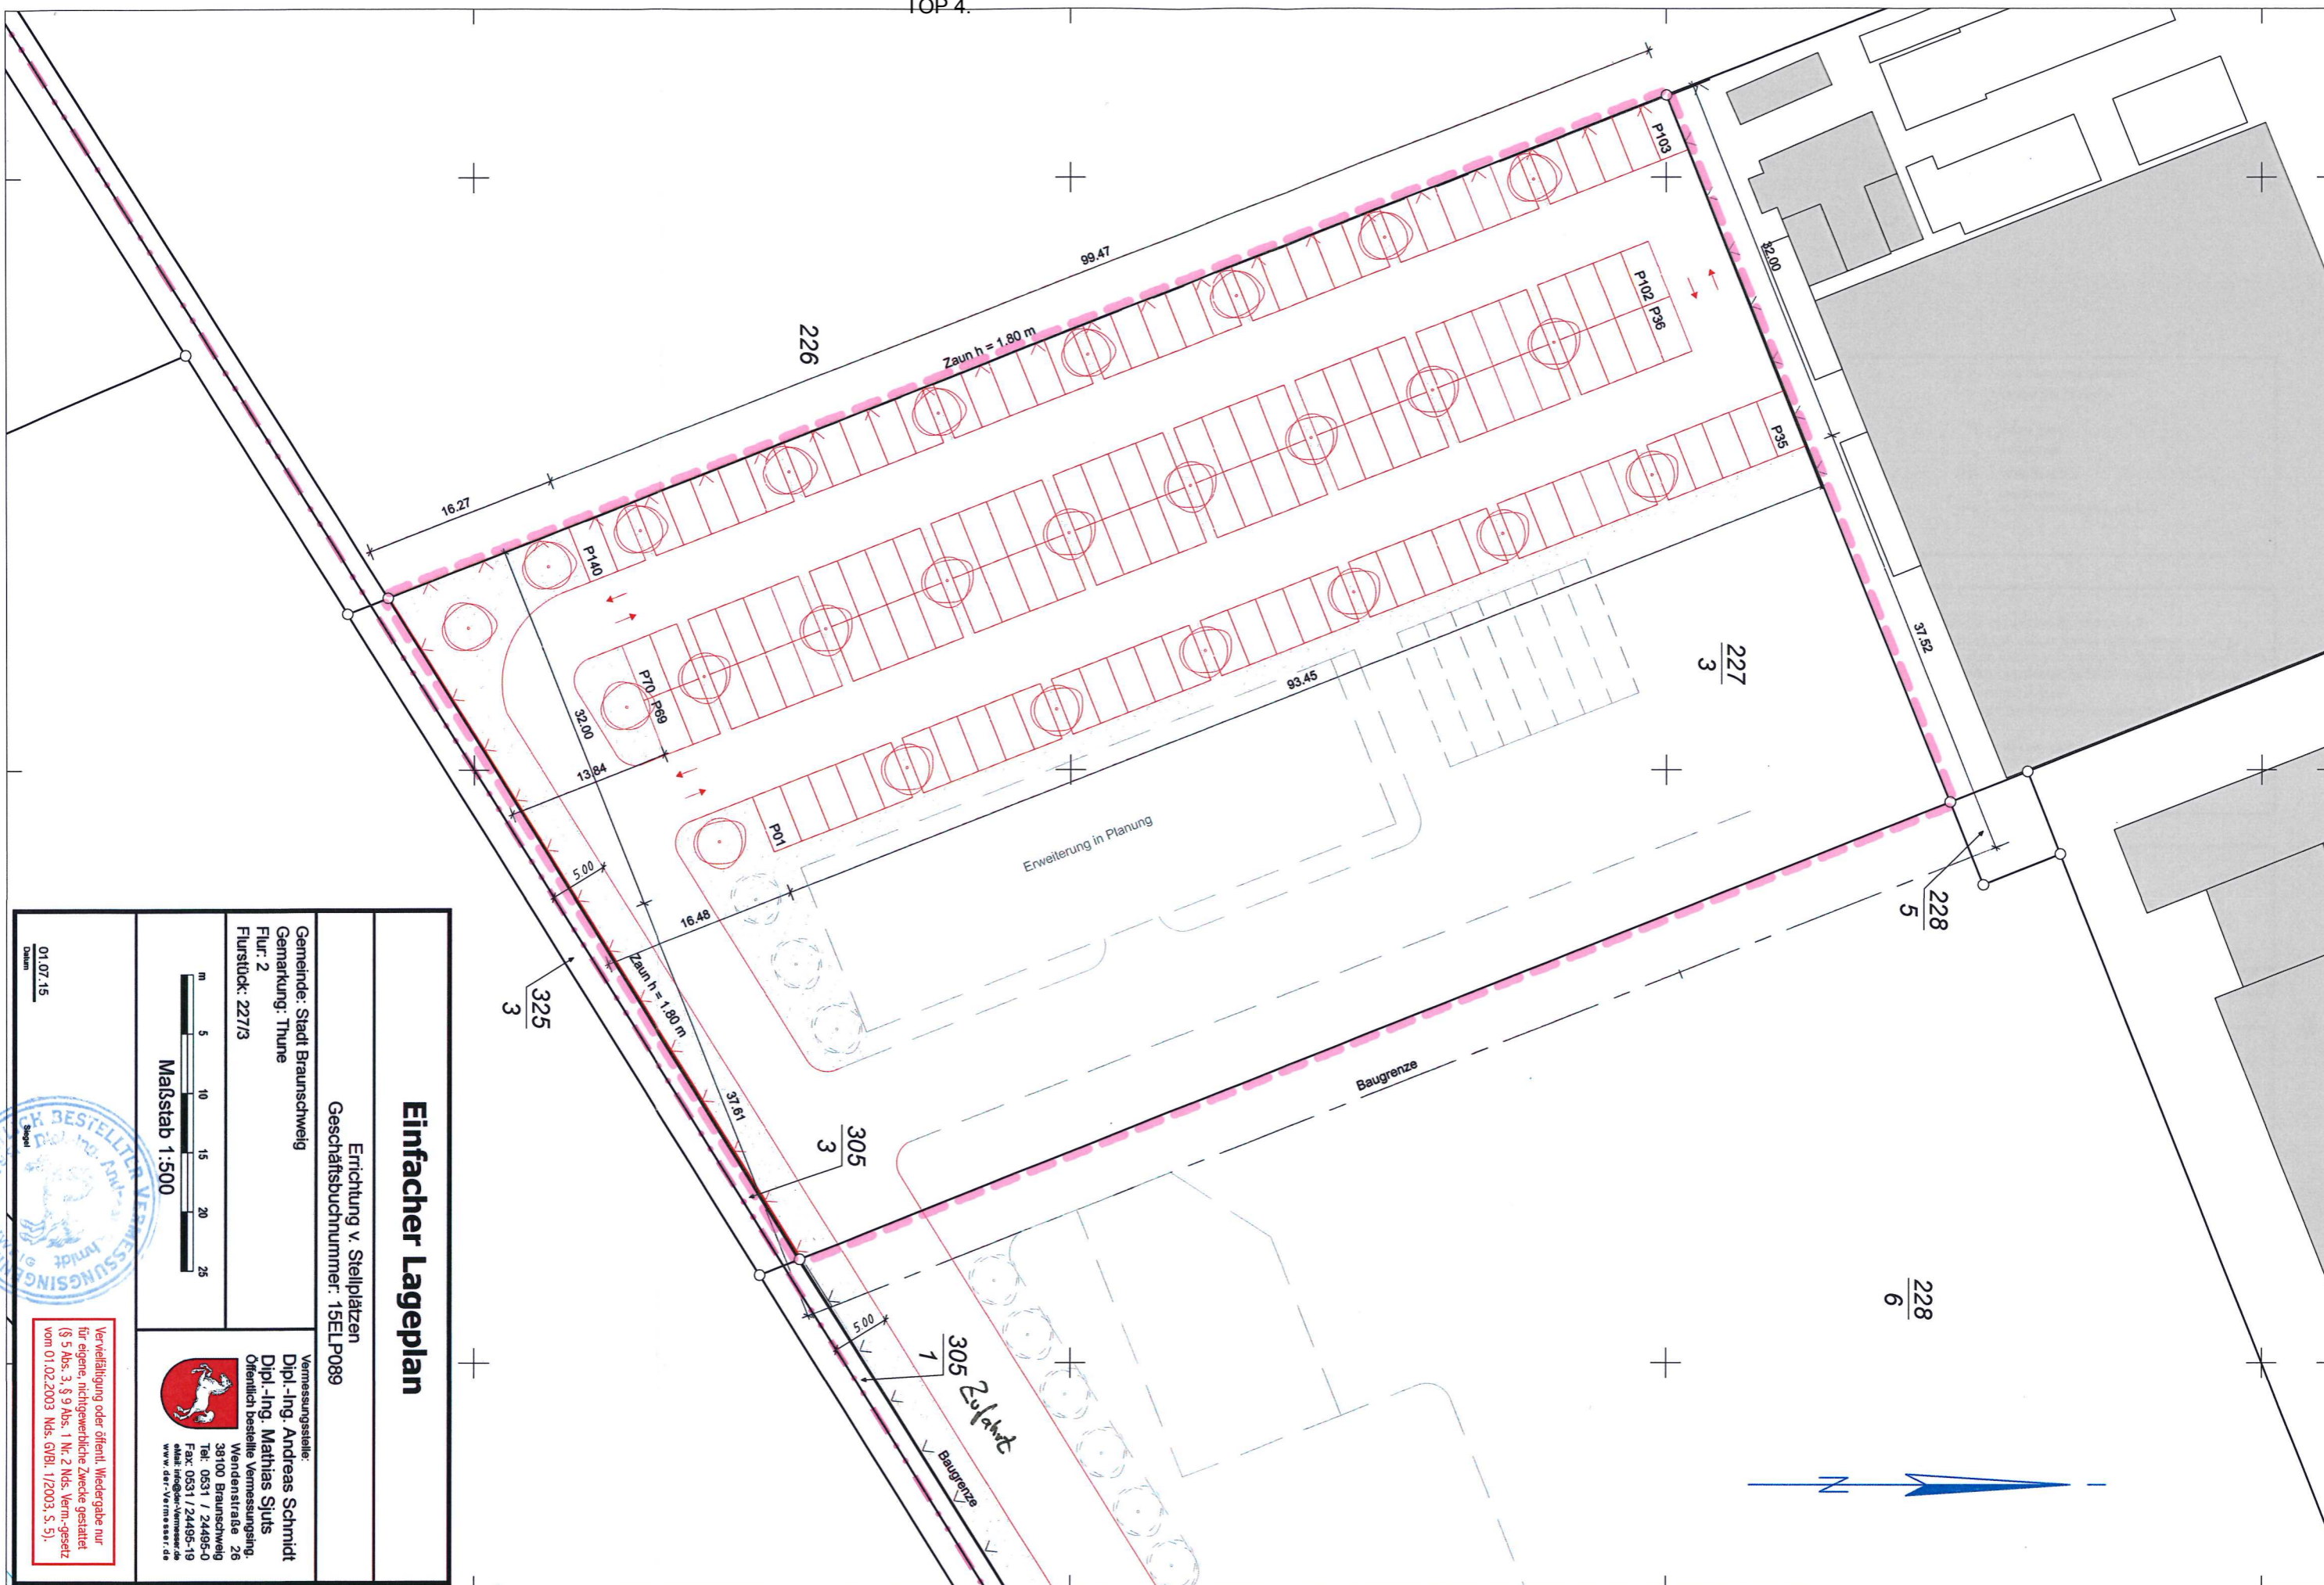 TOP 4.
P103
32.00
99.47
Zaun h = 1.80 m
226
P102
P36
P35
16.27
P140
P70
P69
32.00
13.84
93.45
227
3
37.52
P01
Erweiterung in Planung
5.00
16.48
228
5
Zaun h = 1.80 m
325
3
37.61
305
3
Baugrenze
228
6
5.00
305
1
Zufahrt
Baugrenze
N
Einfacher Lageplan
Errichtung v. Stellplätzen
Geschäftsbuchnummer: 15ELP089
Gemeinde: Stadt Braunschweig
Gemarkung: Thune
Flur: 2
Flurstück: 227/3
m 5 10 15 20 25
Maßstab 1:500
Vermessungsstelle:
Dipl.-Ing. Andreas Schmidt
Dipl.-Ing. Mathias Sjuts
Öffentlich bestellte Vermessungsing.
Wendenstraße 26
38100 Braunschweig
Tel: 0531 / 24495-0
Fax: 0531 / 24495-19
eMail: info@der-Vermesser.de
www.der-Vermesser.de
01.07.15
Datum
Siegel
BESTELLTER
Vervielfältigung oder öffentl. Wiedergabe nur
für eigene, nichtgewerbliche Zwecke gestattet
(§ 5 Abs. 3, § 9 Abs. 1 Nr. 2 Nds. Verm.-gesetz
vom 01.02.2003 Nds. GVBl. 1/2003, S. 5).